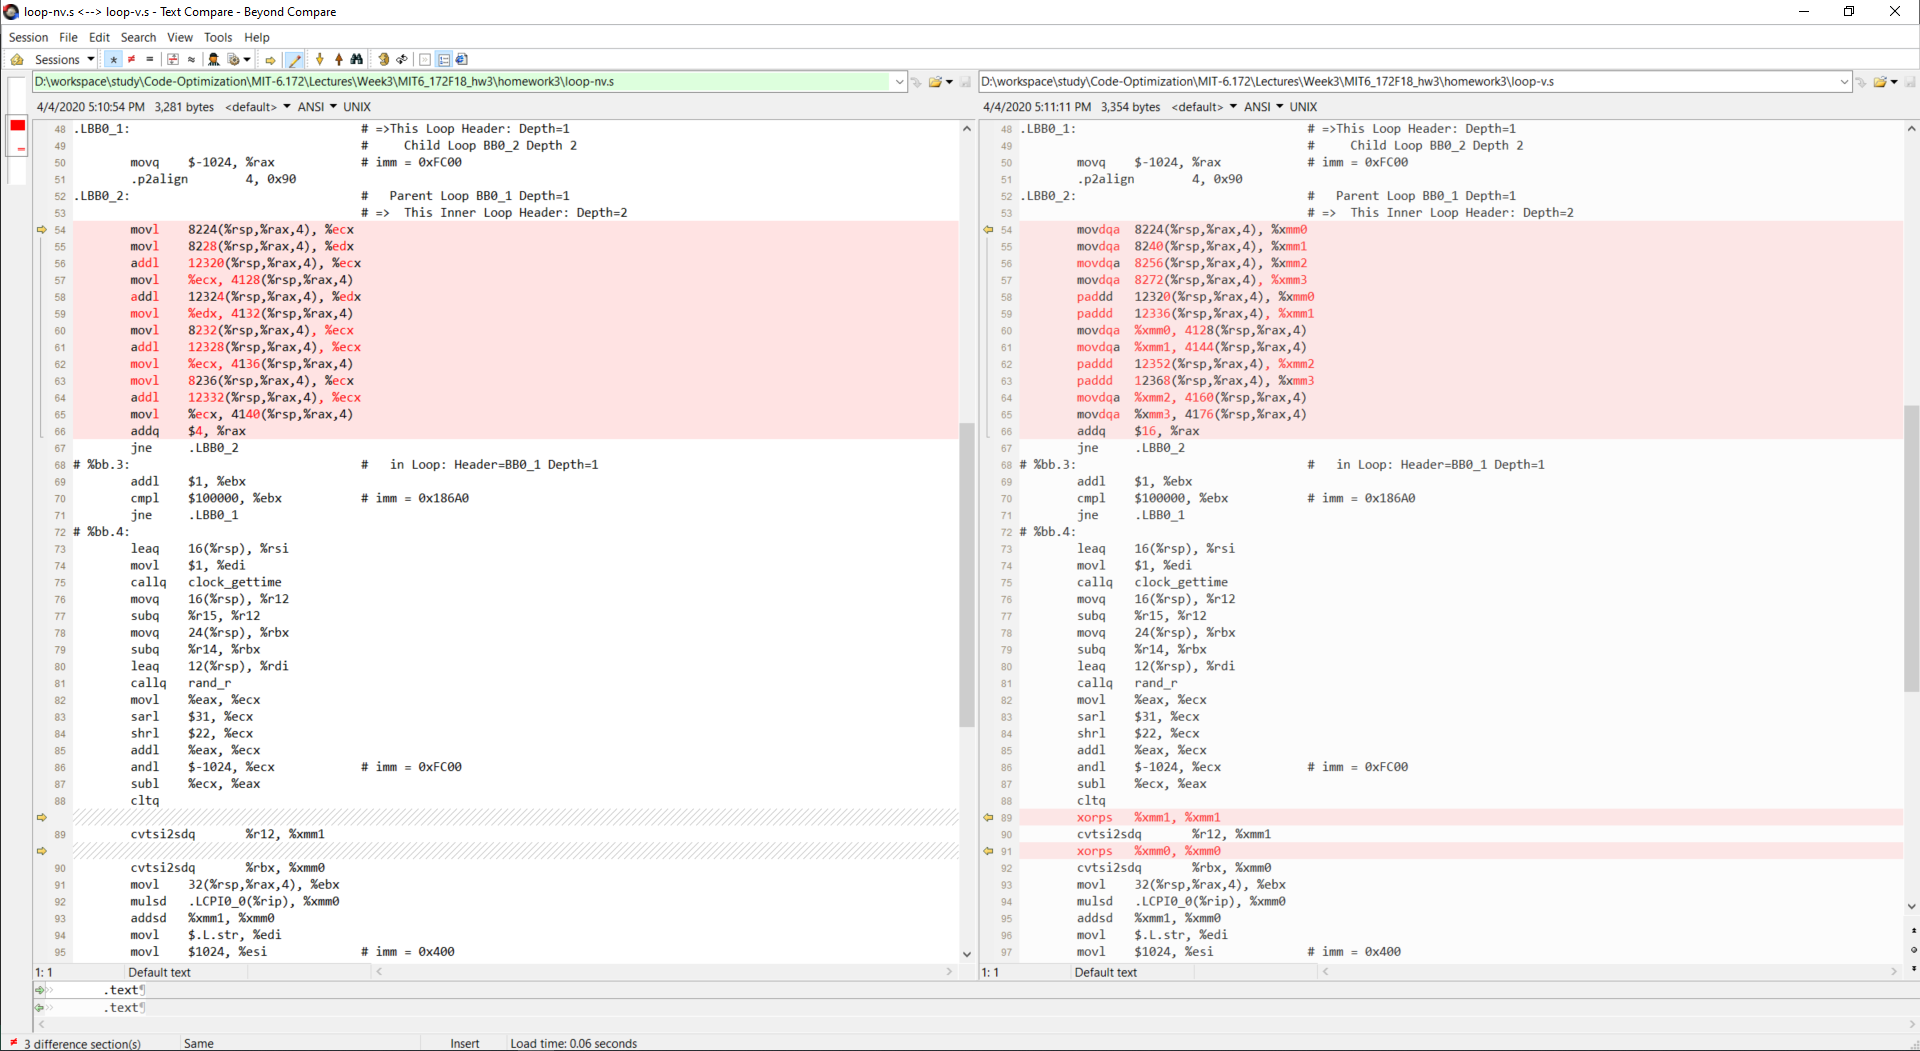 loop-nv.s <--> loop-v.s - Text Compare - Beyond Compare
Session File Edit Search View Tools Help
Sessions
D:\workspace\study\Code-Optimization\MIT-6.172\Lectures\Week3\MIT6_172F18_hw3\homework3\loop-nv.s
4/4/2020 5:10:54 PM 3,281 bytes <default> ANSI UNIX
48 .LBB0_1: # =>This Loop Header: Depth=1
49 # Child Loop BB0_2 Depth 2
50 movq $-1024, %rax # imm = 0xFC00
51 .p2align 4, 0x90
52 .LBB0_2: # Parent Loop BB0_1 Depth=1
53 # => This Inner Loop Header: Depth=2
54 movl 8224(%rsp,%rax,4), %ecx
55 movl 8228(%rsp,%rax,4), %edx
56 addl 12320(%rsp,%rax,4), %ecx
57 movl %ecx, 4128(%rsp,%rax,4)
58 addl 12324(%rsp,%rax,4), %edx
59 movl %edx, 4132(%rsp,%rax,4)
60 movl 8232(%rsp,%rax,4), %ecx
61 addl 12328(%rsp,%rax,4), %ecx
62 movl %ecx, 4136(%rsp,%rax,4)
63 movl 8236(%rsp,%rax,4), %ecx
64 addl 12332(%rsp,%rax,4), %ecx
65 movl %ecx, 4140(%rsp,%rax,4)
66 addq $4, %rax
67 jne .LBB0_2
68 # %bb.3: # in Loop: Header=BB0_1 Depth=1
69 addl $1, %ebx
70 cmpl $100000, %ebx # imm = 0x186A0
71 jne .LBB0_1
72 # %bb.4:
73 leaq 16(%rsp), %rsi
74 movl $1, %edi
75 callq clock_gettime
76 movq 16(%rsp), %r12
77 subq %r15, %r12
78 movq 24(%rsp), %rbx
79 subq %r14, %rbx
80 leaq 12(%rsp), %rdi
81 callq rand_r
82 movl %eax, %ecx
83 sarl $31, %ecx
84 shrl $22, %ecx
85 addl %eax, %ecx
86 andl $-1024, %ecx # imm = 0xFC00
87 subl %ecx, %eax
88 cltq
89 cvtsi2sdq %r12, %xmm1
90 cvtsi2sdq %rbx, %xmm0
91 movl 32(%rsp,%rax,4), %ebx
92 mulsd .LCPI0_0(%rip), %xmm0
93 addsd %xmm1, %xmm0
94 movl $.L.str, %edi
95 movl $1024, %esi # imm = 0x400
1: 1 Default text
D:\workspace\study\Code-Optimization\MIT-6.172\Lectures\Week3\MIT6_172F18_hw3\homework3\loop-v.s
4/4/2020 5:11:11 PM 3,354 bytes <default> ANSI UNIX
48 .LBB0_1: # =>This Loop Header: Depth=1
49 # Child Loop BB0_2 Depth 2
50 movq $-1024, %rax # imm = 0xFC00
51 .p2align 4, 0x90
52 .LBB0_2: # Parent Loop BB0_1 Depth=1
53 # => This Inner Loop Header: Depth=2
54 movdqa 8224(%rsp,%rax,4), %xmm0
55 movdqa 8240(%rsp,%rax,4), %xmm1
56 movdqa 8256(%rsp,%rax,4), %xmm2
57 movdqa 8272(%rsp,%rax,4), %xmm3
58 paddd 12320(%rsp,%rax,4), %xmm0
59 paddd 12336(%rsp,%rax,4), %xmm1
60 movdqa %xmm0, 4128(%rsp,%rax,4)
61 movdqa %xmm1, 4144(%rsp,%rax,4)
62 paddd 12352(%rsp,%rax,4), %xmm2
63 paddd 12368(%rsp,%rax,4), %xmm3
64 movdqa %xmm2, 4160(%rsp,%rax,4)
65 movdqa %xmm3, 4176(%rsp,%rax,4)
66 addq $16, %rax
67 jne .LBB0_2
68 # %bb.3: # in Loop: Header=BB0_1 Depth=1
69 addl $1, %ebx
70 cmpl $100000, %ebx # imm = 0x186A0
71 jne .LBB0_1
72 # %bb.4:
73 leaq 16(%rsp), %rsi
74 movl $1, %edi
75 callq clock_gettime
76 movq 16(%rsp), %r12
77 subq %r15, %r12
78 movq 24(%rsp), %rbx
79 subq %r14, %rbx
80 leaq 12(%rsp), %rdi
81 callq rand_r
82 movl %eax, %ecx
83 sarl $31, %ecx
84 shrl $22, %ecx
85 addl %eax, %ecx
86 andl $-1024, %ecx # imm = 0xFC00
87 subl %ecx, %eax
88 cltq
89 xorps %xmm1, %xmm1
90 cvtsi2sdq %r12, %xmm1
91 xorps %xmm0, %xmm0
92 cvtsi2sdq %rbx, %xmm0
93 movl 32(%rsp,%rax,4), %ebx
94 mulsd .LCPI0_0(%rip), %xmm0
95 addsd %xmm1, %xmm0
96 movl $.L.str, %edi
97 movl $1024, %esi # imm = 0x400
1: 1 Default text
.text¶
.text¶
3 difference section(s) Same Insert Load time: 0.06 seconds